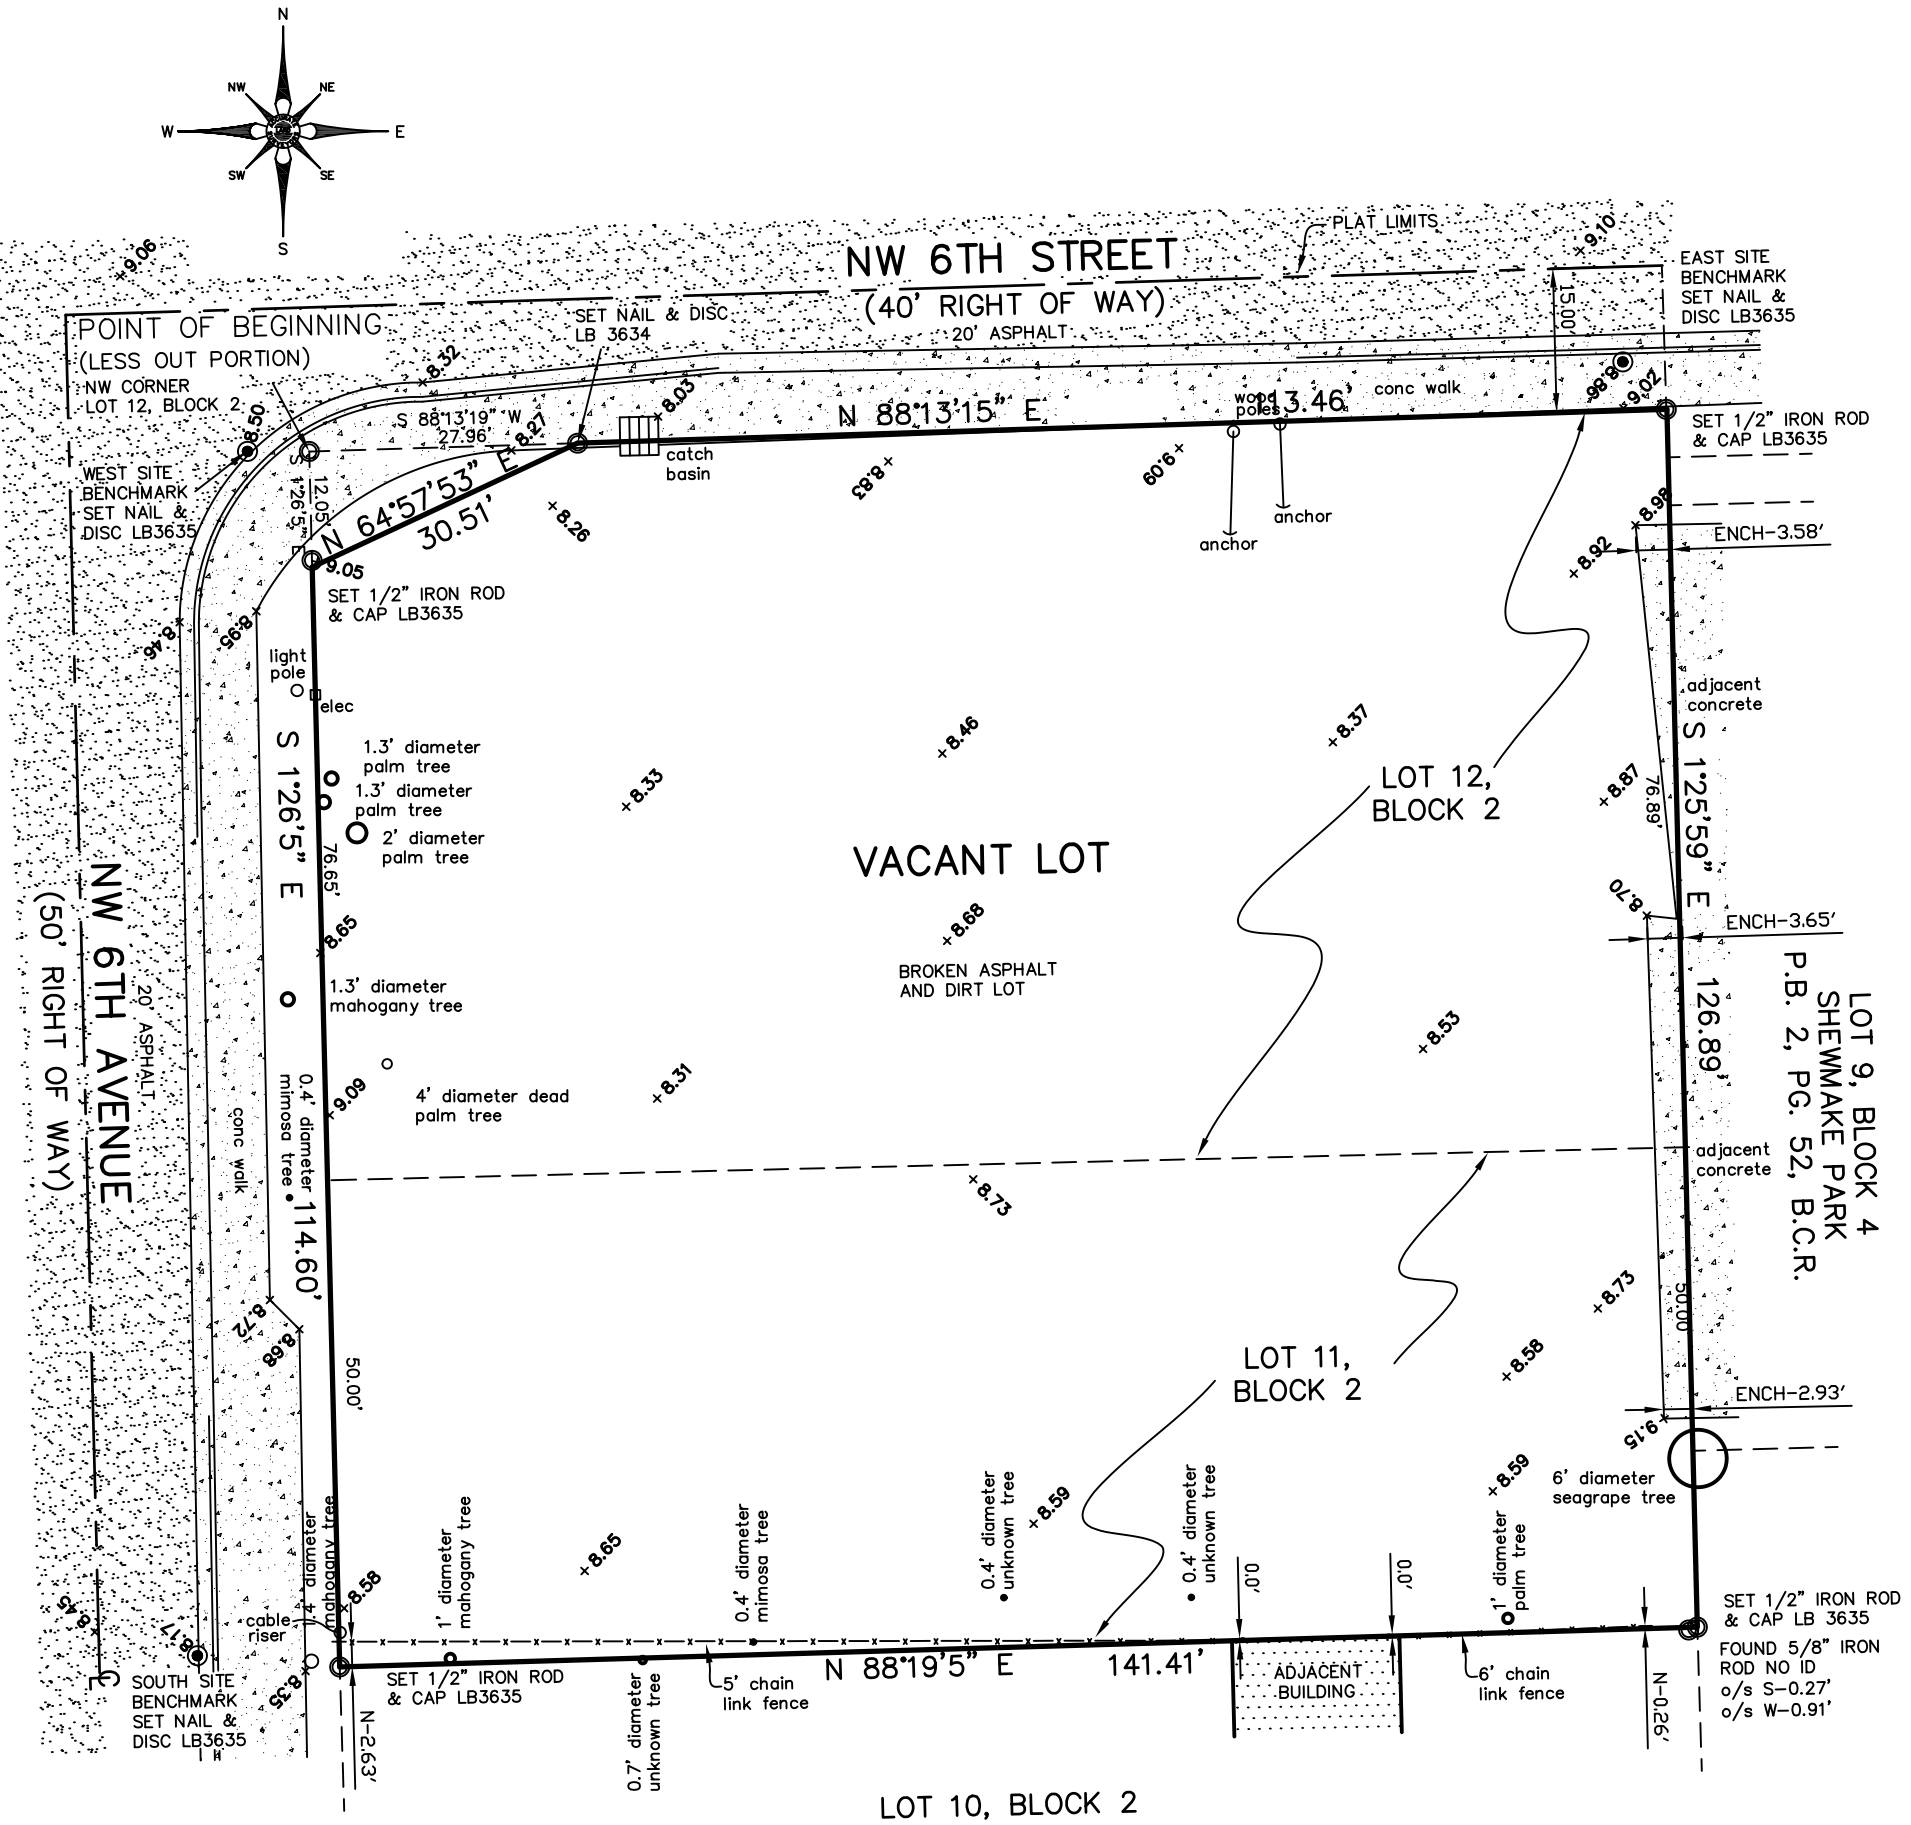 N
NW
NE
W
E
SW
SE
S
9.06
PLAT LIMITS
9.10
NW 6TH STREET
(40' RIGHT OF WAY)
20' ASPHALT
EAST SITE
BENCHMARK
SET NAIL &
DISC LB3635
15.00'
POINT OF BEGINNING
(LESS OUT PORTION)
NW CORNER
LOT 12, BLOCK 2
SET NAIL & DISC
LB 3634
8.32
8.50
8.03
8.27
S 88°13'19" W
27.96'
N 88°13'15" E
113.46'
wood
poles
conc walk
8.86
9.02
SET 1/2" IRON ROD
& CAP LB3635
WEST SITE
BENCHMARK
SET NAIL &
DISC LB3635
S 1°26'5" E
12.05'
N 64°57'53" E
30.51'
catch
basin
8.83
9.09
8.26
anchor
anchor
8.98
8.92
ENCH-3.58'
9.05
SET 1/2" IRON ROD
& CAP LB3635
8.46
8.95
light
pole
elec
S 1°26'5" E
1.3' diameter
palm tree
1.3' diameter
palm tree
2' diameter
palm tree
76.65'
8.33
8.46
8.37
LOT 12,
BLOCK 2
8.87
76.89'
adjacent
concrete
S 1°25'59" E
126.89'
VACANT LOT
8.70
ENCH-3.65'
8.65
8.68
BROKEN ASPHALT
AND DIRT LOT
1.3' diameter
mahogany tree
NW 6TH AVENUE
(50' RIGHT OF WAY)
20' ASPHALT
LOT 9, BLOCK 4
SHEWMAKE PARK
P.B. 2, PG. 52, B.C.R.
8.53
0.4' diameter
mimosa tree
9.09
4' diameter dead
palm tree
8.31
conc walk
114.60'
adjacent
concrete
8.73
8.72
8.68
50.00'
LOT 11,
BLOCK 2
8.73
8.58
50.00
ENCH-2.93'
9.15
6' diameter
seagrape tree
8.59
8.59
8.65
8.58
diameter
mahogany tree
1' diameter
mahogany tree
0.4' diameter
mimosa tree
0.4' diameter
unknown tree
0.4' diameter
unknown tree
0.0'
0.0'
1' diameter
palm tree
SET 1/2" IRON ROD
& CAP LB 3635
FOUND 5/8" IRON
ROD NO ID
o/s S-0.27'
o/s W-0.91'
8.45
8.17
cable
riser
8.35
SOUTH SITE
BENCHMARK
SET NAIL &
DISC LB3635
SET 1/2" IRON ROD
& CAP LB3635
N-2.63'
0.7' diameter
unknown tree
5' chain
link fence
N 88°19'5" E
141.41'
ADJACENT
BUILDING
6' chain
link fence
N-0.26'
LOT 10, BLOCK 2